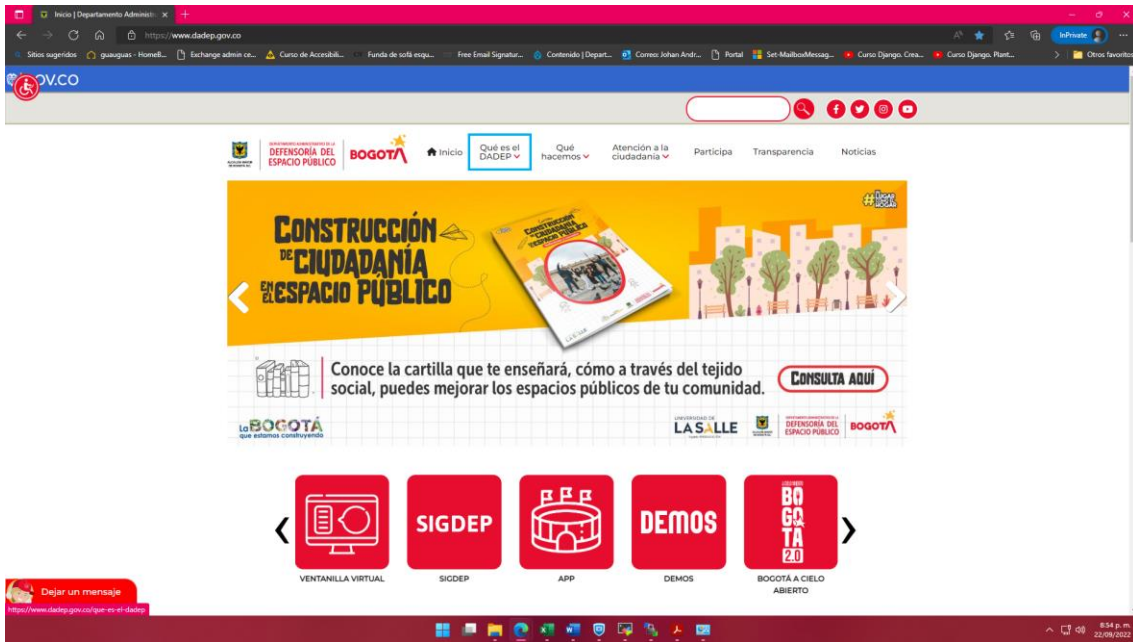 Inicio | Departamento Administr...
https://www.dadep.gov.co
InPrivate
Sitios sugeridos
guauguas - HomeB...
Exchange admin ce...
Curso de Accesibili...
Funda de sofá esqu...
Free Email Signatur...
Contenido | Depart...
Correo: Johan Andr...
Portal
Set-MailboxMessag...
Curso Django. Crea...
Curso Django. Plant...
Otros favoritos
OV.CO
DEFENSORÍA DEL
ESPACIO PÚBLICO
BOGOTÁ
Inicio
Qué es el
DADEP
Qué
hacemos
Atención a la
ciudadanía
Participa
Transparencia
Noticias
CONSTRUCCIÓN
DE CIUDADANÍA
EN EL ESPACIO PÚBLICO
Conoce la cartilla que te enseñará, cómo a través del tejido
social, puedes mejorar los espacios públicos de tu comunidad.
CONSULTA AQUÍ
La BOGOTÁ
que estamos construyendo
UNIVERSIDAD DE
LA SALLE
DEFENSORÍA DEL
ESPACIO PÚBLICO
BOGOTÁ
SIGDEP
DEMOS
BOGOTÁ
2.0
VENTANILLA VIRTUAL
SIGDEP
APP
DEMOS
BOGOTÁ A CIELO
ABIERTO
Dejar un mensaje
https://www.dadep.gov.co/que-es-el-dadep
8:54 p. m.
22/09/2022